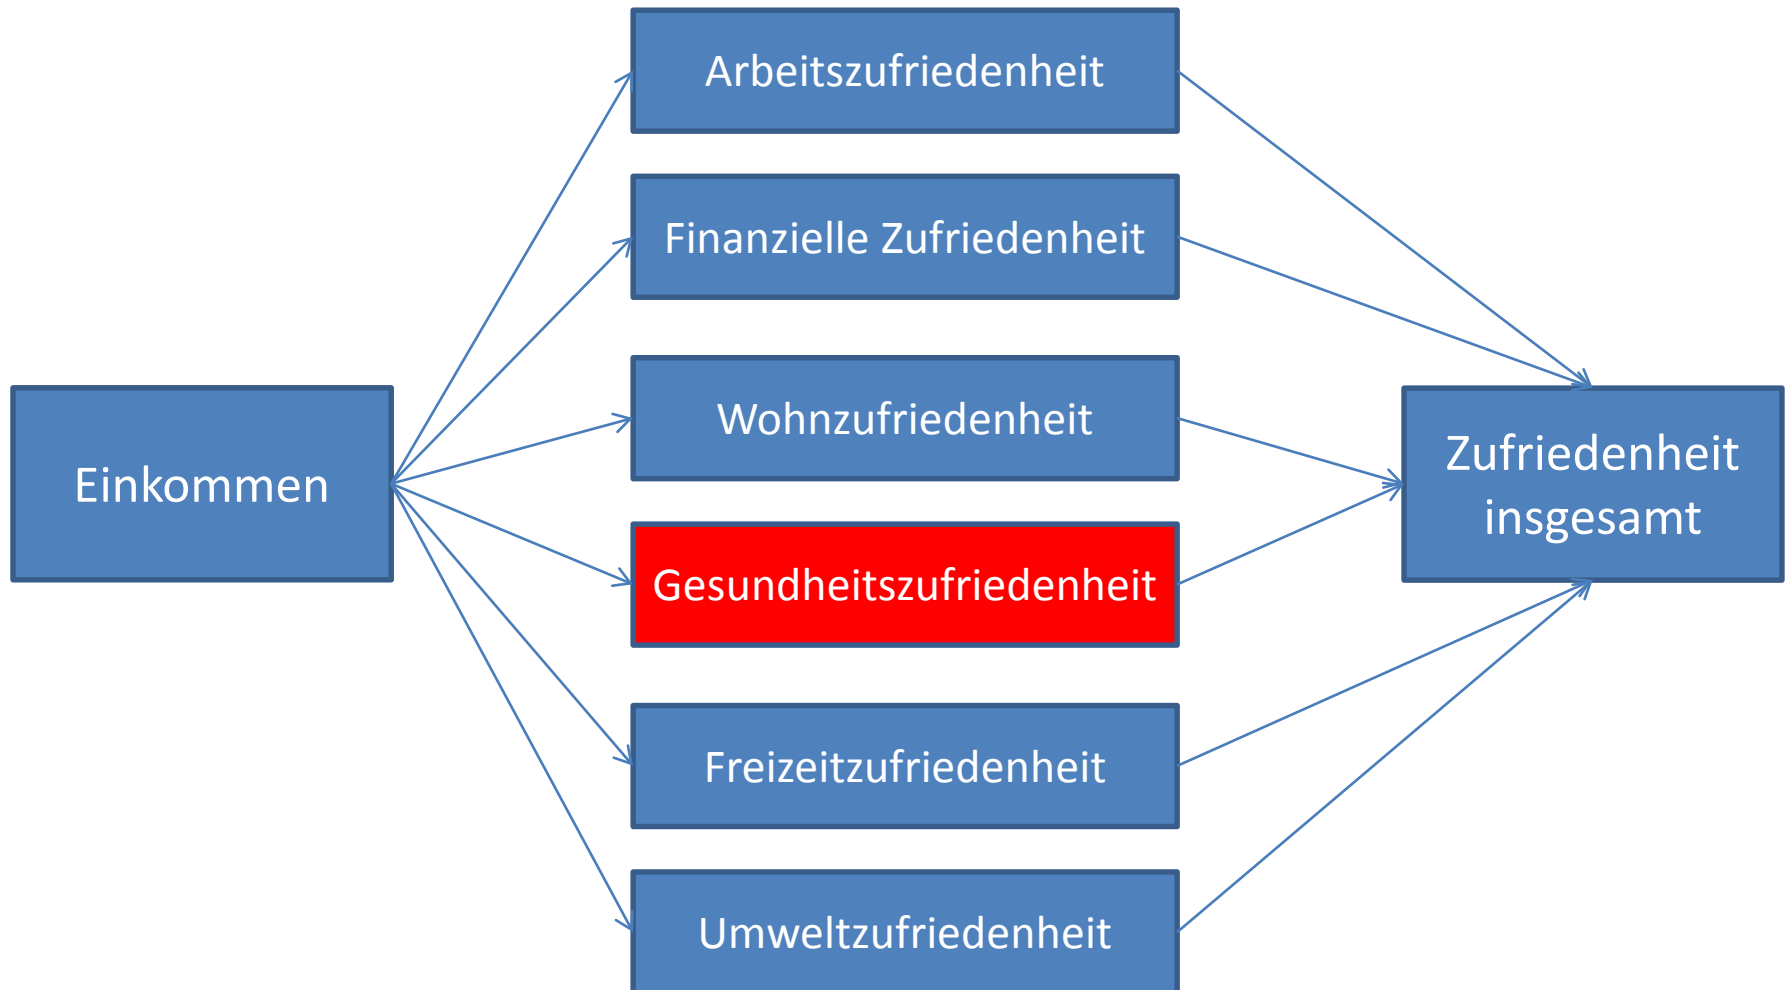 Arbeitszufriedenheit
Finanzielle Zufriedenheit
Wohnzufriedenheit
Einkommen
Zufriedenheit
insgesamt
Gesundheitszufriedenheit
Freizeitzufriedenheit
Umweltzufriedenheit